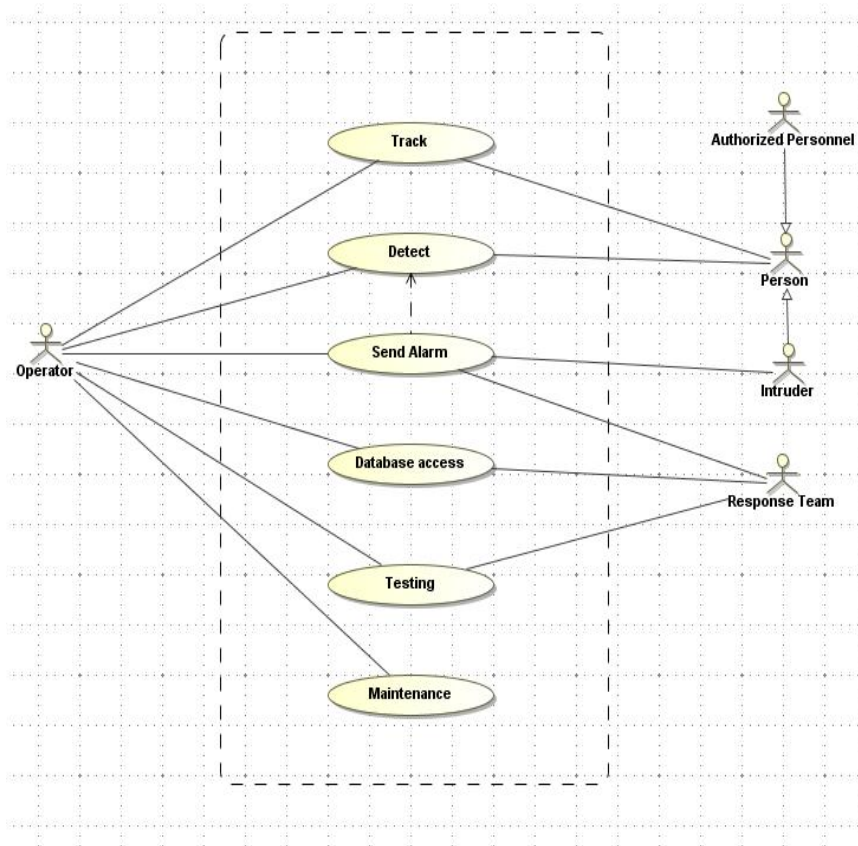 Track
Authorized Personnel
Detect
Person
Send Alarm
Operator
Intruder
Database access
Response Team
Testing
Maintenance